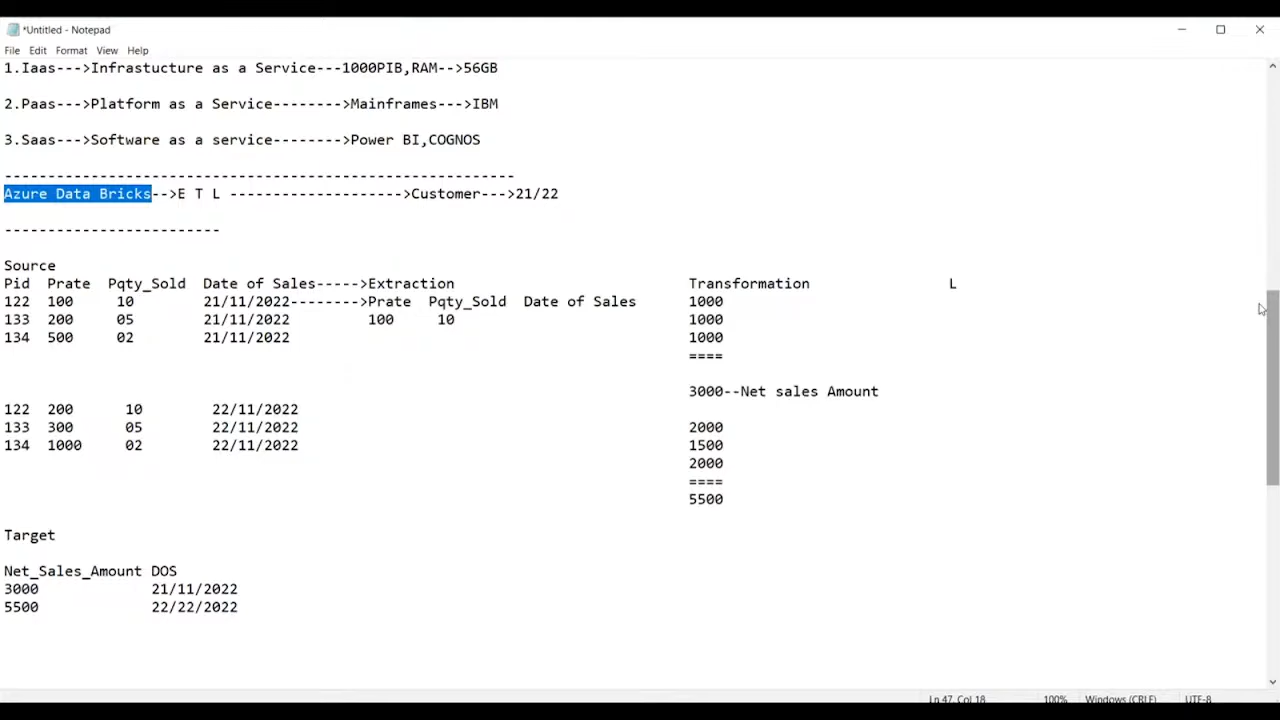 *Untitled - Notepad
File Edit Format View Help
1.Iaas--->Infrastucture as a Service---1000PIB,RAM-->56GB
2.Paas--->Platform as a Service-------->Mainframes--->IBM
3.Saas--->Software as a service-------->Power BI,COGNOS
-----------------------------------------------------------
Azure Data Bricks-->E T L -------------------->Customer--->21/22
-------------------------
Source
Pid Prate Pqty_Sold Date of Sales----->Extraction Transformation L
122 100 10 21/11/2022-------->Prate Pqty_Sold Date of Sales 1000
133 200 05 21/11/2022 100 10 1000
134 500 02 21/11/2022 1000
====
3000--Net sales Amount
122 200 10 22/11/2022
133 300 05 22/11/2022 2000
134 1000 02 22/11/2022 1500
2000
====
5500
Target
Net_Sales_Amount DOS
3000 21/11/2022
5500 22/22/2022
Ln 47, Col 18 100% Windows (CRLF) UTF-8